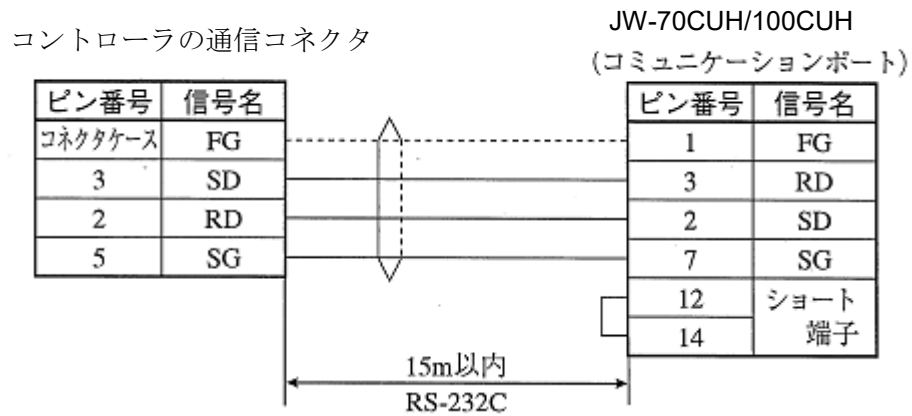 コントローラの通信コネクタ
JW-70CUH/100CUH
(コミュニケーションポート)
ピン番号 信号名
コネクタケース FG
3 SD
2 RD
5 SG
ピン番号 信号名
1 FG
3 RD
2 SD
7 SG
12 ショート
14 端子
15m以内
RS-232C